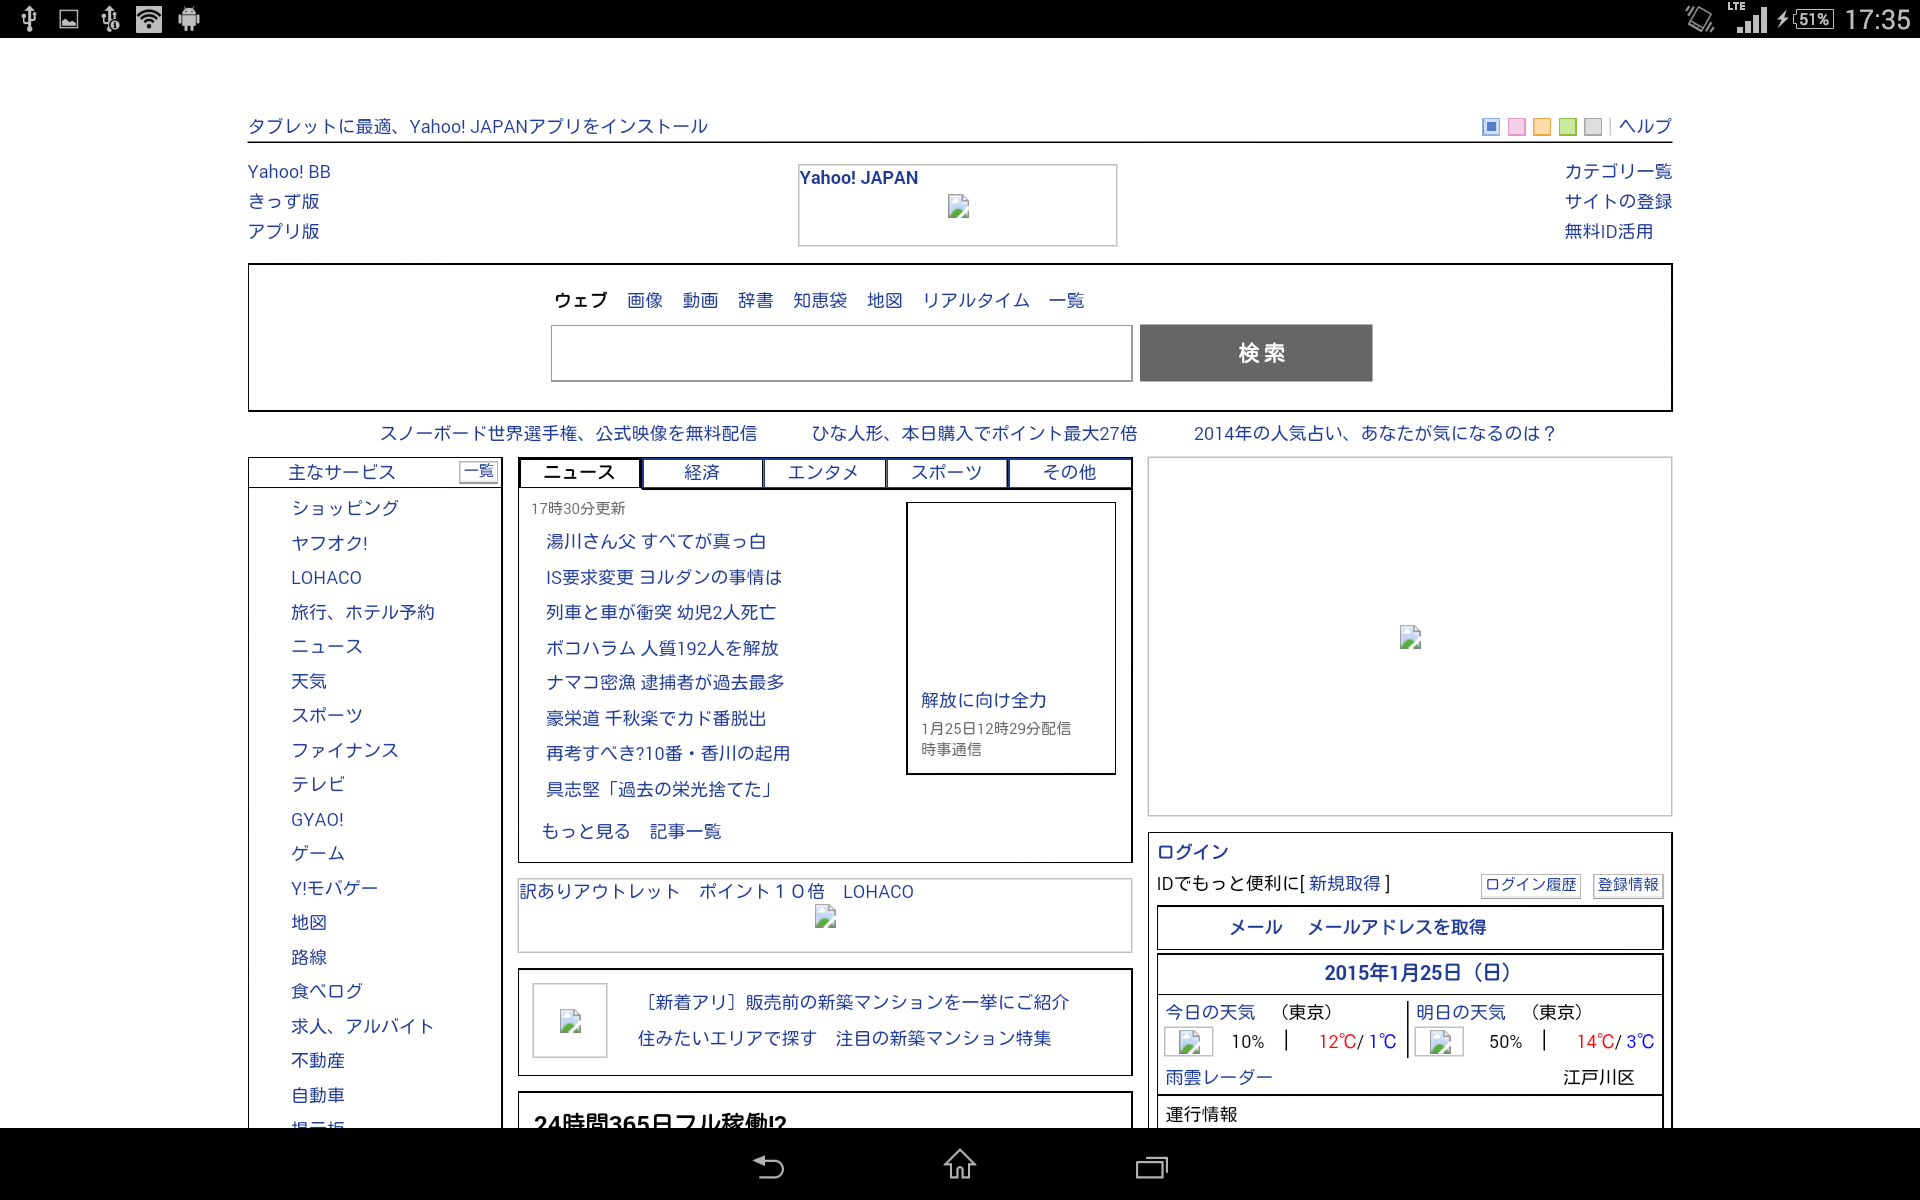 LTE 51% 17:35
タブレットに最適、Yahoo! JAPANアプリをインストール
ヘルプ
Yahoo! BB
きっず版
アプリ版
Yahoo! JAPAN
カテゴリ一覧
サイトの登録
無料ID活用
ウェブ 画像 動画 辞書 知恵袋 地図 リアルタイム 一覧
検索
スノーボード世界選手権、公式映像を無料配信 ひな人形、本日購入でポイント最大27倍 2014年の人気占い、あなたが気になるのは？
主なサービス 一覧
ショッピング
ヤフオク!
LOHACO
旅行、ホテル予約
ニュース
天気
スポーツ
ファイナンス
テレビ
GYAO!
ゲーム
Y!モバゲー
地図
路線
食べログ
求人、アルバイト
不動産
自動車
掲示板
ニュース 経済 エンタメ スポーツ その他
17時30分更新
湯川さん父 すべてが真っ白
IS要求変更 ヨルダンの事情は
列車と車が衝突 幼児2人死亡
ボコハラム 人質192人を解放
ナマコ密漁 逮捕者が過去最多
豪栄道 千秋楽でカド番脱出
再考すべき?10番・香川の起用
具志堅「過去の栄光捨てた」
もっと見る 記事一覧
解放に向け全力
1月25日12時29分配信
時事通信
訳ありアウトレット ポイント１０倍 LOHACO
［新着アリ］販売前の新築マンションを一挙にご紹介
住みたいエリアで探す 注目の新築マンション特集
24時間365日フル稼働!?
ログイン
IDでもっと便利に[ 新規取得 ] ログイン履歴 登録情報
メール メールアドレスを取得
2015年1月25日（日）
今日の天気 （東京）
10% 12℃/ 1℃
明日の天気 （東京）
50% 14℃/ 3℃
雨雲レーダー 江戸川区
運行情報